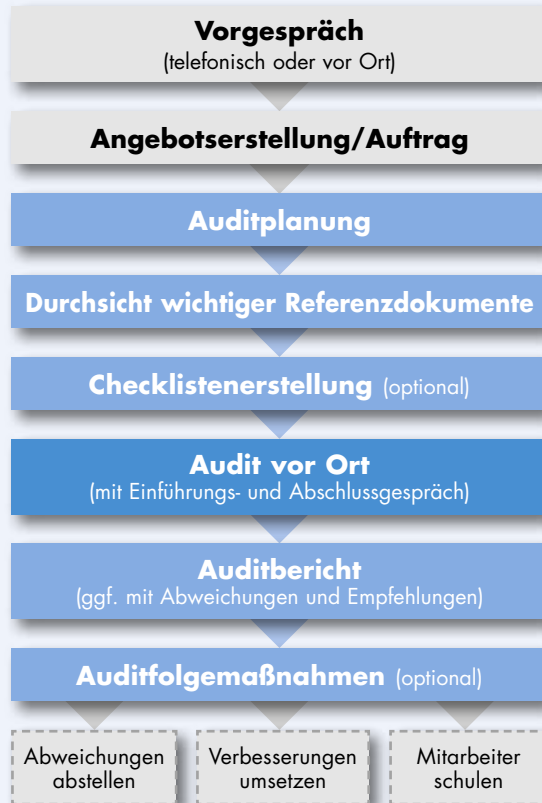 Vorgespräch
(telefonisch oder vor Ort)
Angebotserstellung/Auftrag
Auditplanung
Durchsicht wichtiger Referenzdokumente
Checklistenerstellung (optional)
Audit vor Ort
(mit Einführungs- und Abschlussgespräch)
Auditbericht
(ggf. mit Abweichungen und Empfehlungen)
Auditfolgemaßnahmen (optional)
Abweichungen
abstellen
Verbesserungen
umsetzen
Mitarbeiter
schulen